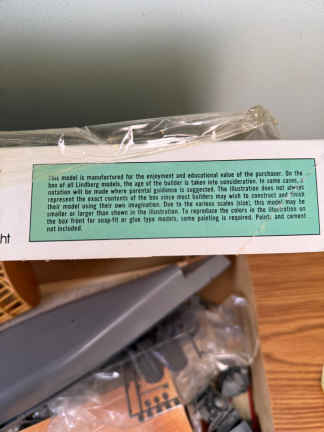 This model is manufactured for the enjoyment and educational value of the purchaser. On the
box of all Lindberg models, the age of the builder is taken into consideration. In some cases, a
notation will be made where parental guidance is suggested. The illustration does not always
represent the exact contents of the box since most builders may wish to construct and finish
their model using their own imagination. Due to the various scales (size), this model may be
smaller or larger than shown in the illustration. To reproduce the colors in the illustration on
the box front for snap-fit or glue type models, some painting is required. Paint, and cement
not included.
ht